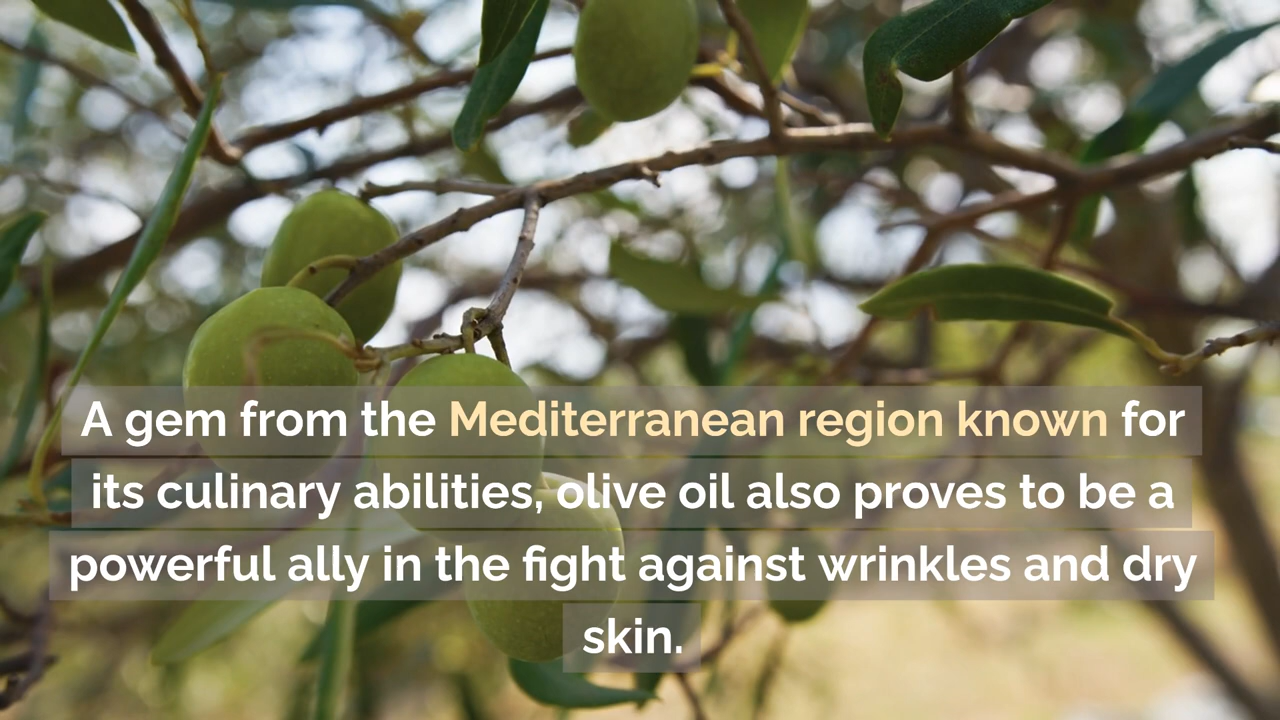 A gem from the Mediterranean region known for
its culinary abilities, olive oil also proves to be a
powerful ally in the fight against wrinkles and dry
skin.